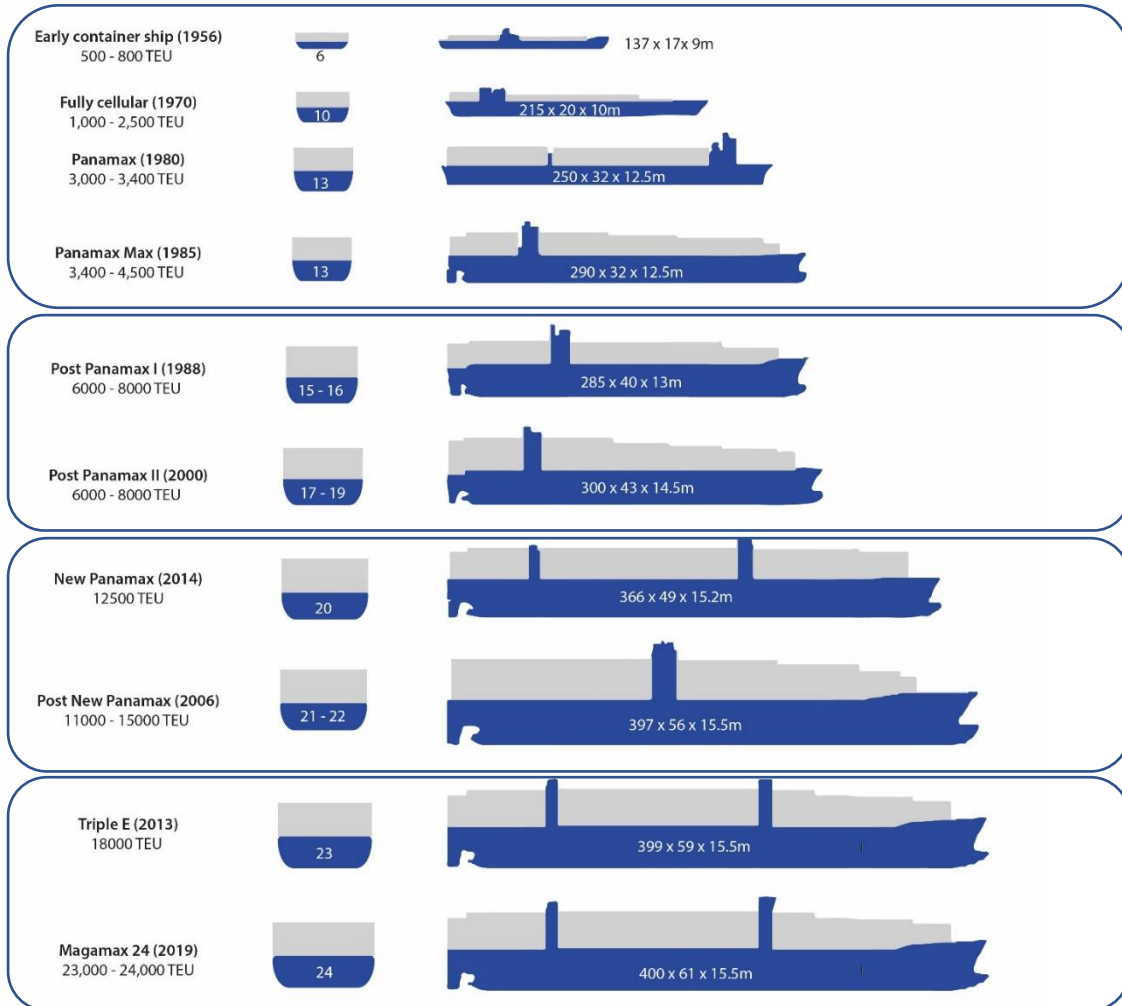 Early container ship (1956)
500 - 800 TEU
6
137 x 17x 9m
Fully cellular (1970)
1,000 - 2,500 TEU
10
215 x 20 x 10m
Panamax (1980)
3,000 - 3,400 TEU
13
250 x 32 x 12.5m
Panamax Max (1985)
3,400 - 4,500 TEU
13
290 x 32 x 12.5m
Post Panamax I (1988)
6000 - 8000 TEU
15 - 16
285 x 40 x 13m
Post Panamax II (2000)
6000 - 8000 TEU
17 - 19
300 x 43 x 14.5m
New Panamax (2014)
12500 TEU
20
366 x 49 x 15.2m
Post New Panamax (2006)
11000 - 15000 TEU
21 - 22
397 x 56 x 15.5m
Triple E (2013)
18000 TEU
23
399 x 59 x 15.5m
Magamax 24 (2019)
23,000 - 24,000 TEU
24
400 x 61 x 15.5m